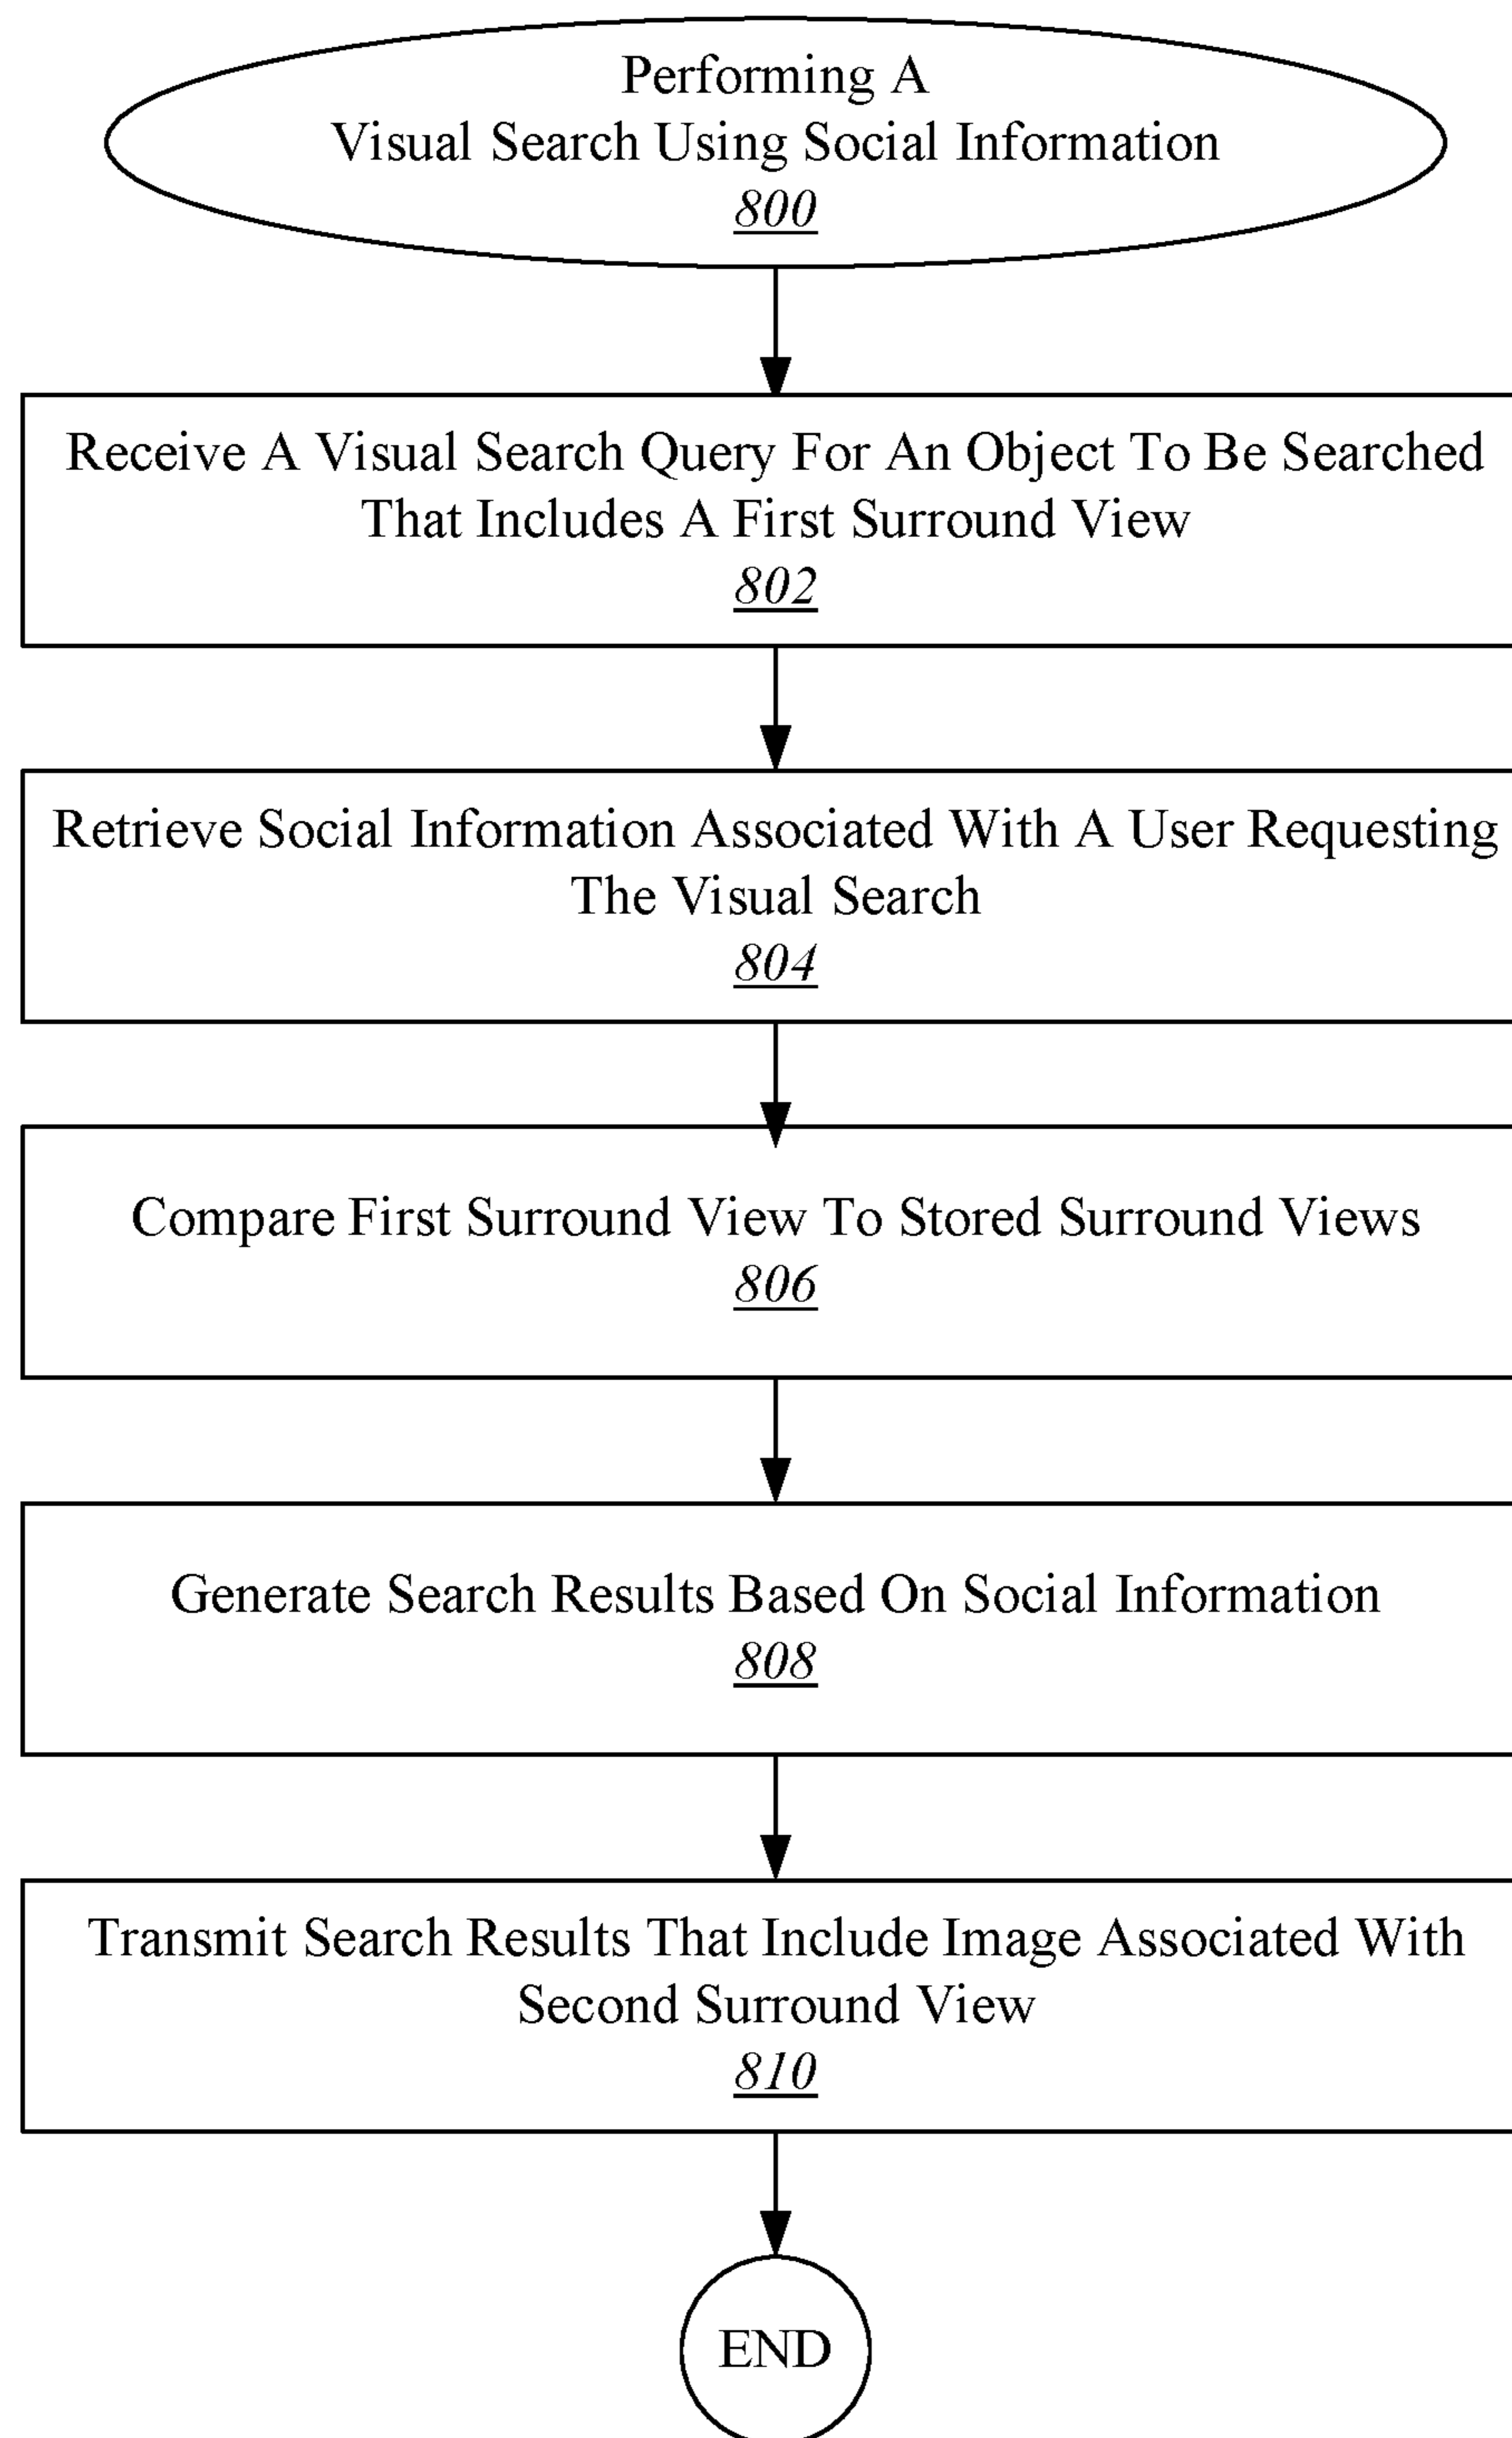 Performing A
Visual Search Using Social Information
800
Receive A Visual Search Query For An Object To Be Searched
That Includes A First Surround View
802
Retrieve Social Information Associated With A User Requesting
The Visual Search
804
Compare First Surround View To Stored Surround Views
806
Generate Search Results Based On Social Information
808
Transmit Search Results That Include Image Associated With
Second Surround View
810
END